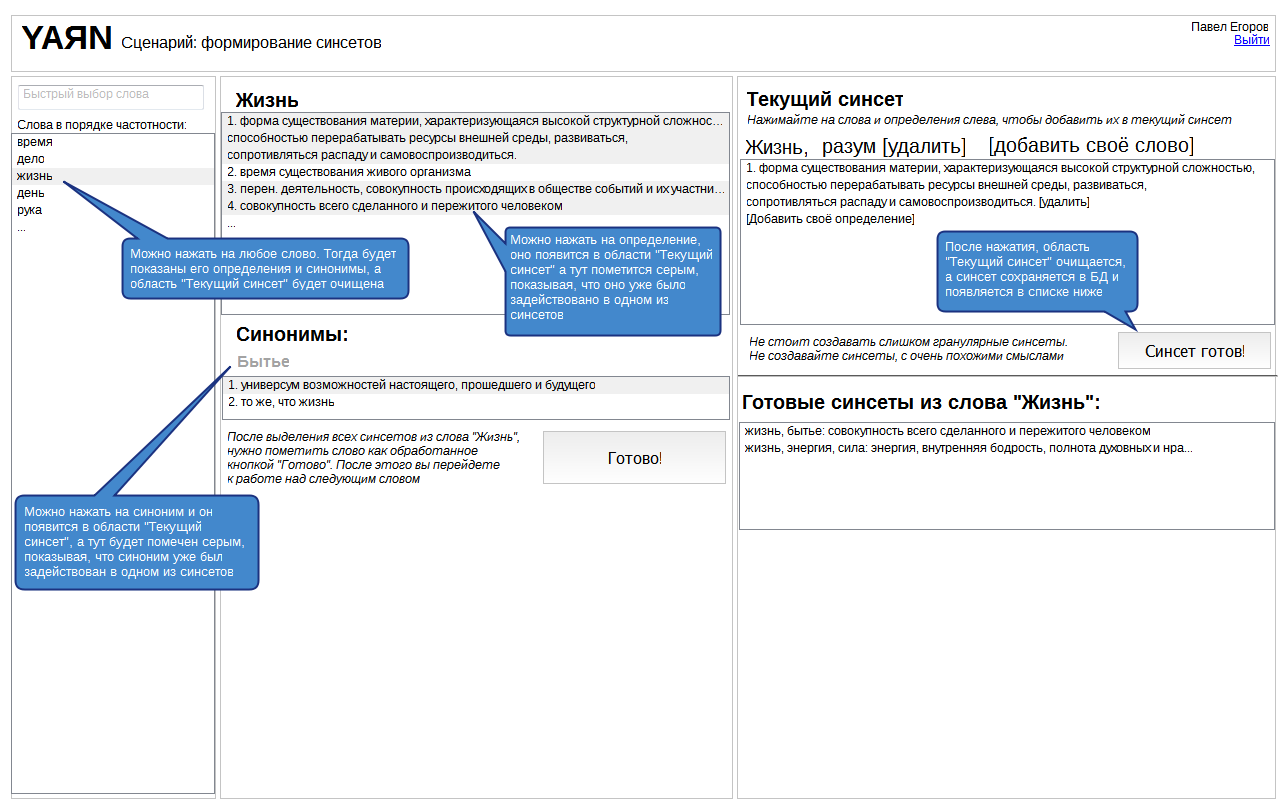 YAЯN Сценарий: формирование синсетов
Павел Егоров
Выйти
Быстрый выбор слова
Слова в порядке частотности:
время
дело
жизнь
день
рука
...
Можно нажать на любое слово. Тогда будет
показаны его определения и синонимы, а
область "Текущий синсет" будет очищена
Можно нажать на синоним и он
появится в области "Текущий
синсет", а тут будет помечен серым,
показывая, что синоним уже был
задействован в одном из синсетов
Жизнь
1. форма существования материи, характеризующаяся высокой структурной сложнос...
способностью перерабатывать ресурсы внешней среды, развиваться,
сопротивляться распаду и самовоспроизводиться.
2. время существования живого организма
3. перен. деятельность, совокупность происходящих в обществе событий и их участни...
4. совокупность всего сделанного и пережитого человеком
...
Можно нажать на определение,
оно появится в области "Текущий
синсет" а тут пометится серым,
показывая, что оно уже было
задействовано в одном из
синсетов
Синонимы:
Бытье
1. универсум возможностей настоящего, прошедшего и будущего
2. то же, что жизнь
После выделения всех синсетов из слова "Жизнь",
нужно пометить слово как обработанное
кнопкой "Готово". После этого вы перейдете
к работе над следующим словом
Готово!
Текущий синсет
Нажимайте на слова и определения слева, чтобы добавить их в текущий синсет
Жизнь, разум [удалить] [добавить своё слово]
1. форма существования материи, характеризующаяся высокой структурной сложностью,
способностью перерабатывать ресурсы внешней среды, развиваться,
сопротивляться распаду и самовоспроизводиться. [удалить]
[Добавить своё определение]
После нажатия, область
"Текущий синсет" очищается,
а синсет сохраняется в БД и
появляется в списке ниже
Не стоит создавать слишком гранулярные синсеты.
Не создавайте синсеты, с очень похожими смыслами
Синсет готов!
Готовые синсеты из слова "Жизнь":
жизнь, бытье: совокупность всего сделанного и пережитого человеком
жизнь, энергия, сила: энергия, внутренняя бодрость, полнота духовных и нра...